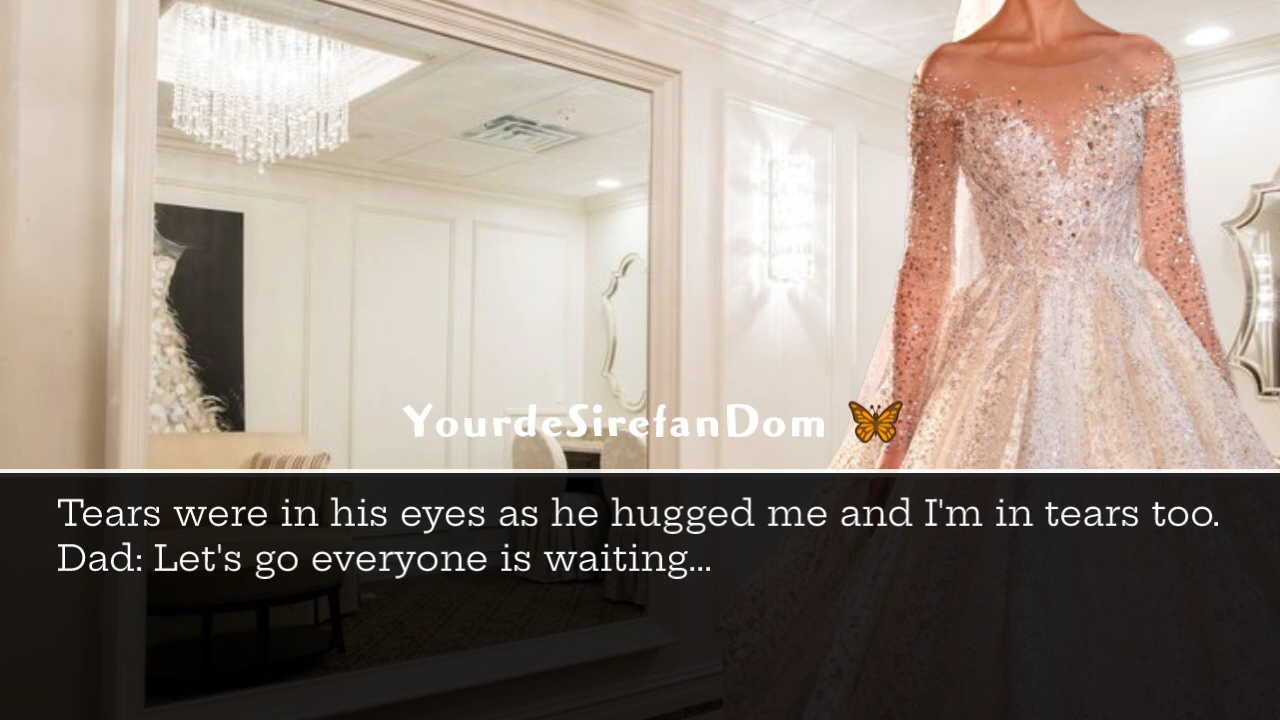 YourdeSirefanDom 🦋
Tears were in his eyes as he hugged me and I'm in tears too.
Dad: Let's go everyone is waiting...